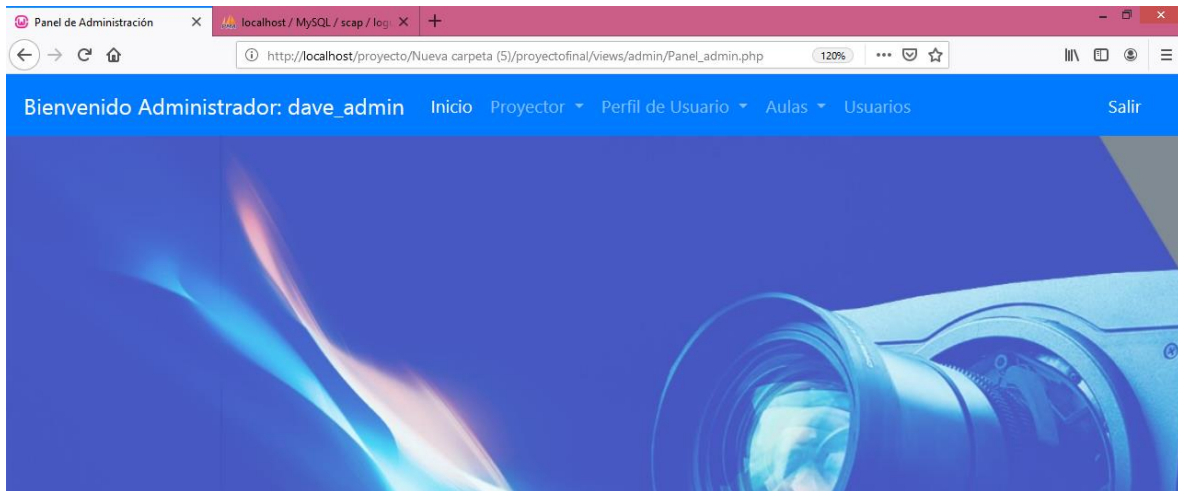 Panel de Administración
localhost / MySQL / scap / log
http://localhost/proyecto/Nueva carpeta (5)/proyectofinal/views/admin/Panel_admin.php 120%
Bienvenido Administrador: dave_admin Inicio Proyector Perfil de Usuario Aulas Usuarios Salir